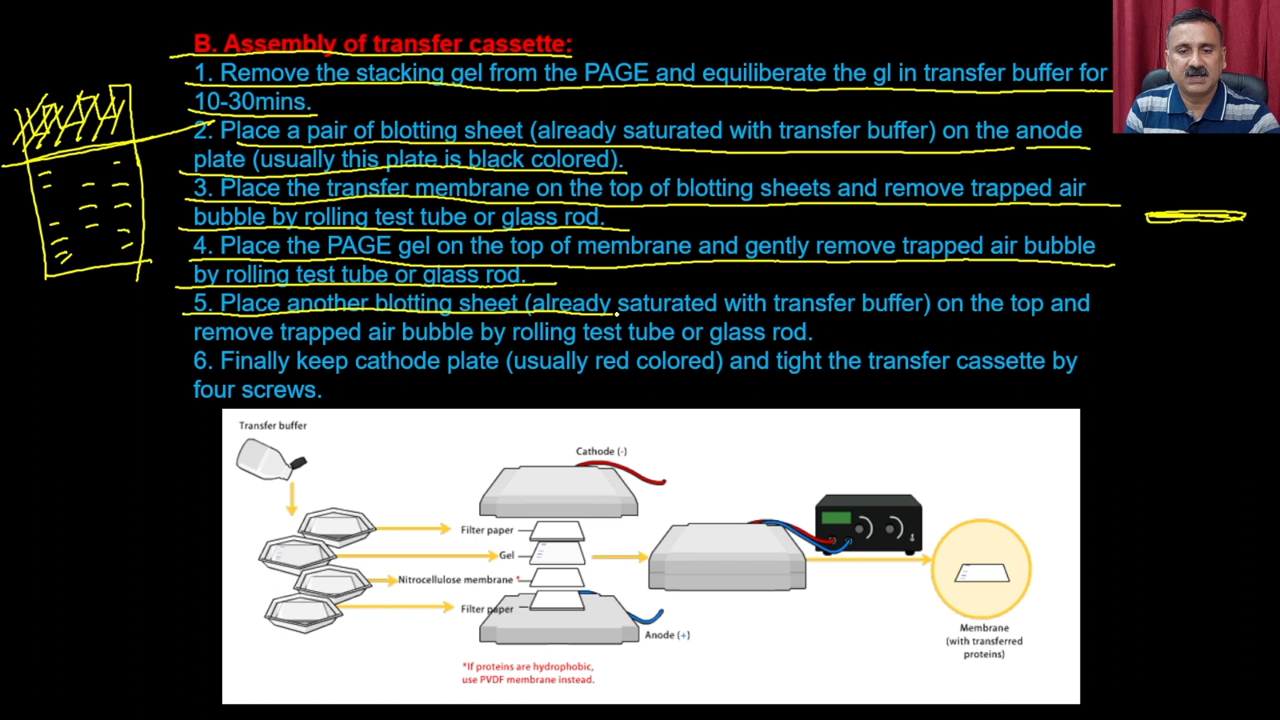 B. Assembly of transfer cassette:
1. Remove the stacking gel from the PAGE and equiliberate the gl in transfer buffer for
10-30mins.
2. Place a pair of blotting sheet (already saturated with transfer buffer) on the anode
plate (usually this plate is black colored).
3. Place the transfer membrane on the top of blotting sheets and remove trapped air
bubble by rolling test tube or glass rod.
4. Place the PAGE gel on the top of membrane and gently remove trapped air bubble
by rolling test tube or glass rod.
5. Place another blotting sheet (already saturated with transfer buffer) on the top and
remove trapped air bubble by rolling test tube or glass rod.
6. Finally keep cathode plate (usually red colored) and tight the transfer cassette by
four screws.
Transfer buffer
Cathode (-)
Filter paper
Gel
Nitrocellulose membrane *
Filter paper
Anode (+)
*If proteins are hydrophobic,
use PVDF membrane instead.
Membrane
(with transferred
proteins)